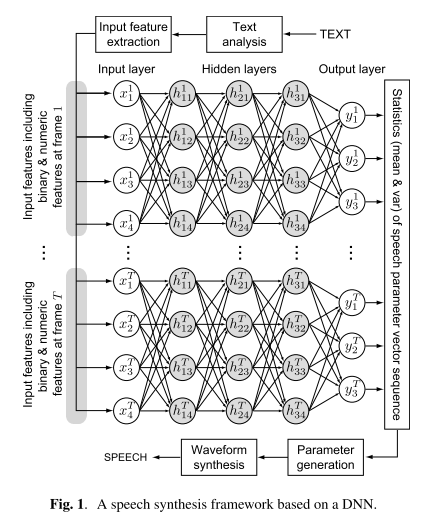 Input feature
extraction
Text
analysis
TEXT
Input layer
Hidden layers
Output layer
Input features including
binary & numeric
features at frame 1
x_1^1
x_2^1
x_3^1
x_4^1
h_{11}^1
h_{12}^1
h_{13}^1
h_{14}^1
h_{21}^1
h_{22}^1
h_{23}^1
h_{24}^1
h_{31}^1
h_{32}^1
h_{33}^1
h_{34}^1
y_1^1
y_2^1
y_3^1
Statistics (mean & var) of speech parameter vector sequence
Input features including
binary & numeric
features at frame T
x_1^T
x_2^T
x_3^T
x_4^T
h_{11}^T
h_{12}^T
h_{13}^T
h_{14}^T
h_{21}^T
h_{22}^T
h_{23}^T
h_{24}^T
h_{31}^T
h_{32}^T
h_{33}^T
h_{34}^T
y_1^T
y_2^T
y_3^T
SPEECH
Waveform
synthesis
Parameter
generation
Fig. 1. A speech synthesis framework based on a DNN.